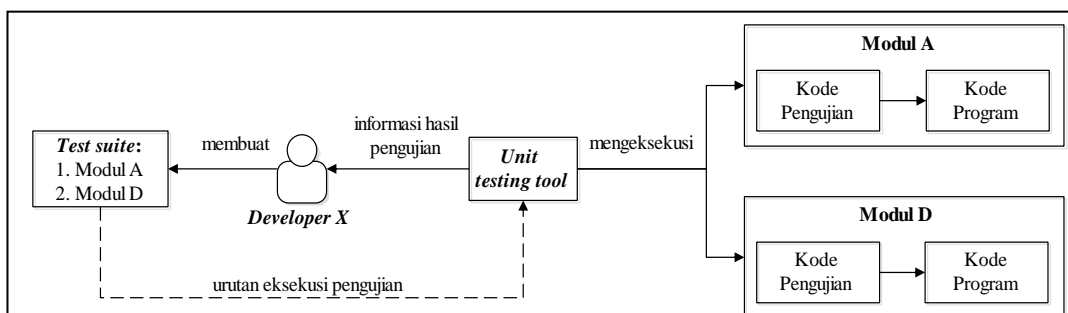 Test suite:
1. Modul A
2. Modul D
membuat
Developer X
informasi hasil
pengujian
Unit
testing tool
mengeksekusi
urutan eksekusi pengujian
Modul A
Kode
Pengujian
Kode
Program
Modul D
Kode
Pengujian
Kode
Program